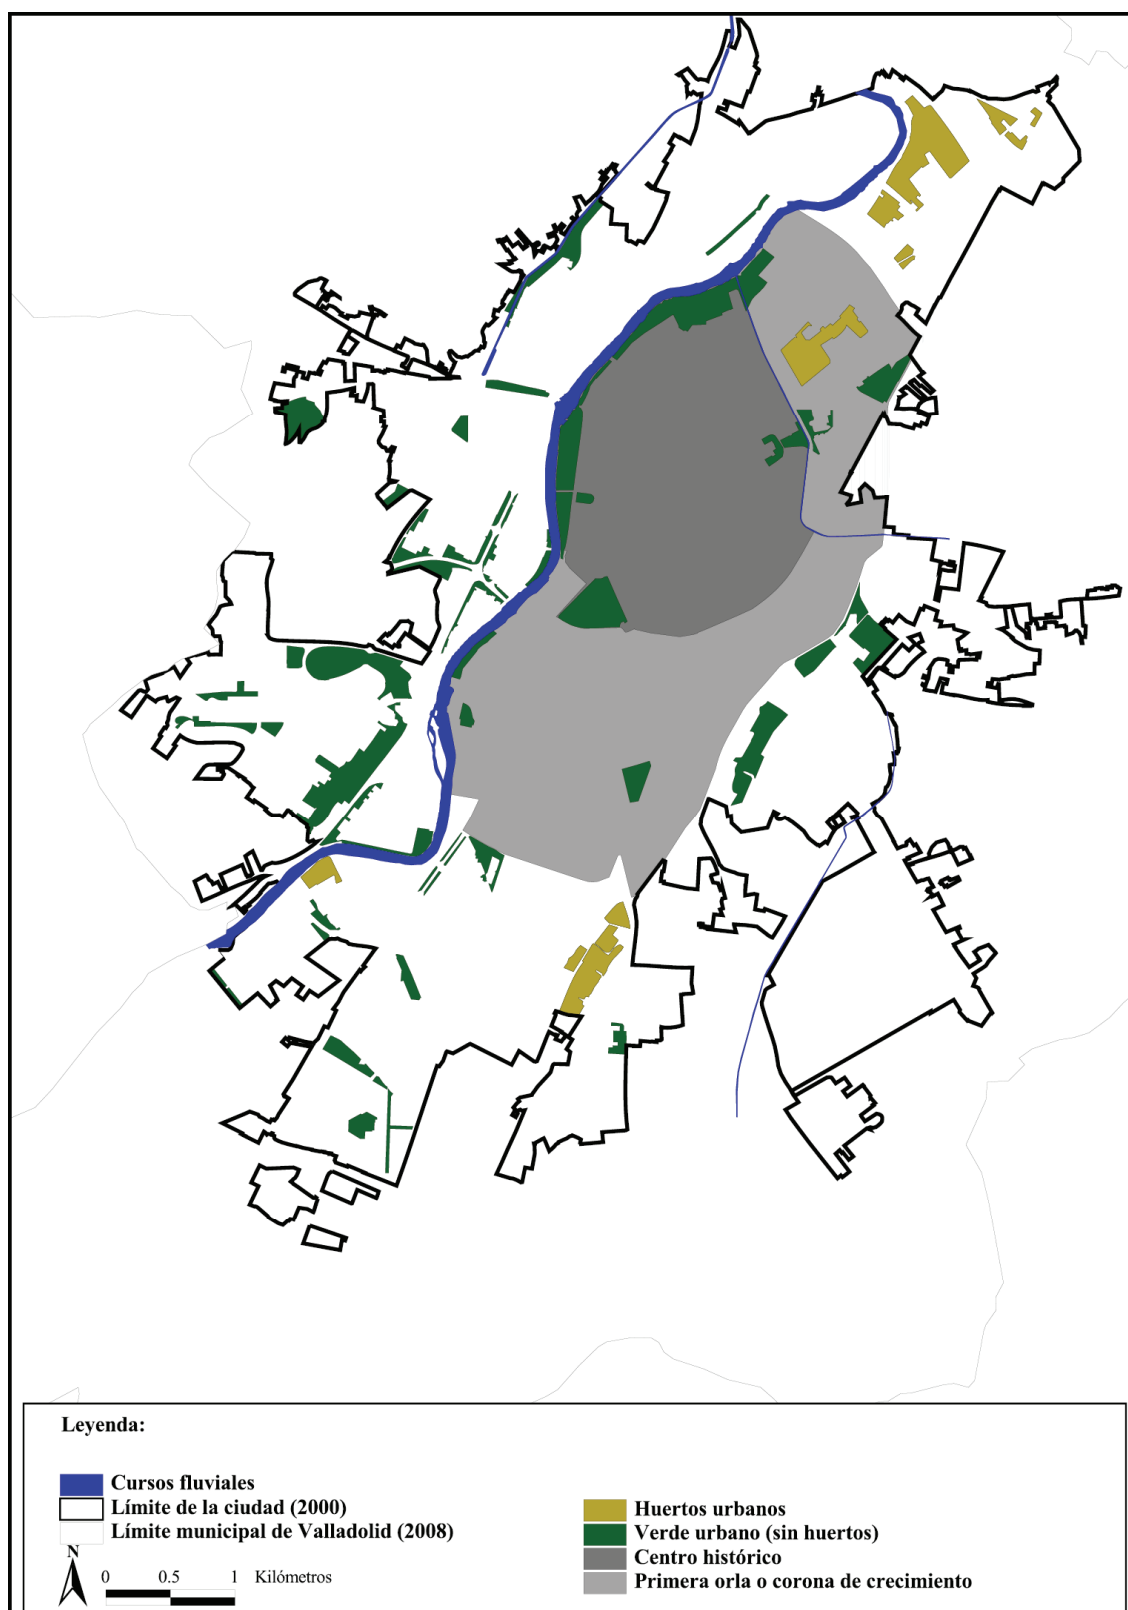 Leyenda:
Cursos fluviales
Límite de la ciudad (2000)
Límite municipal de Valladolid (2008)
Huertos urbanos
Verde urbano (sin huertos)
Centro histórico
Primera orla o corona de crecimiento
N
0 0.5 1 Kilómetros